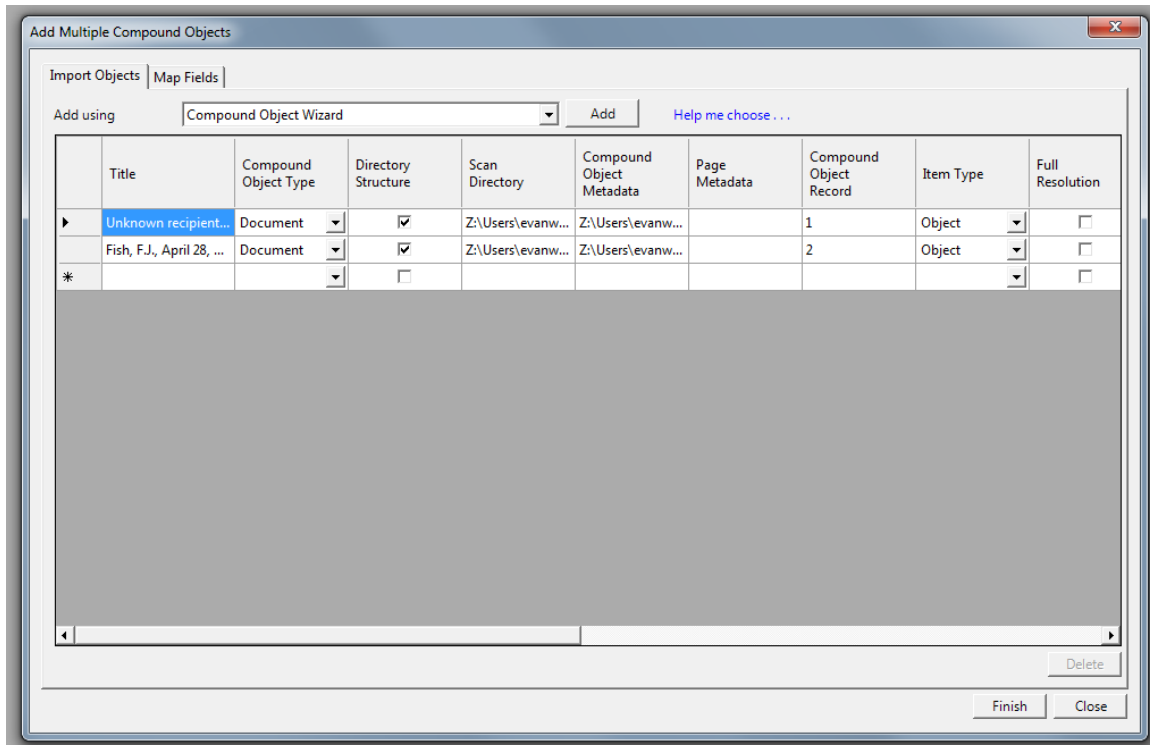 Add Multiple Compound Objects
x
Import Objects Map Fields
Add using Compound Object Wizard Add Help me choose . . .
Title Compound Object Type Directory Structure Scan Directory Compound Object Metadata Page Metadata Compound Object Record Item Type Full Resolution
Unknown recipient... Document Z:\Users\evanw... Z:\Users\evanw... 1 Object
Fish, F.J., April 28, ... Document Z:\Users\evanw... Z:\Users\evanw... 2 Object
*
Delete
Finish Close